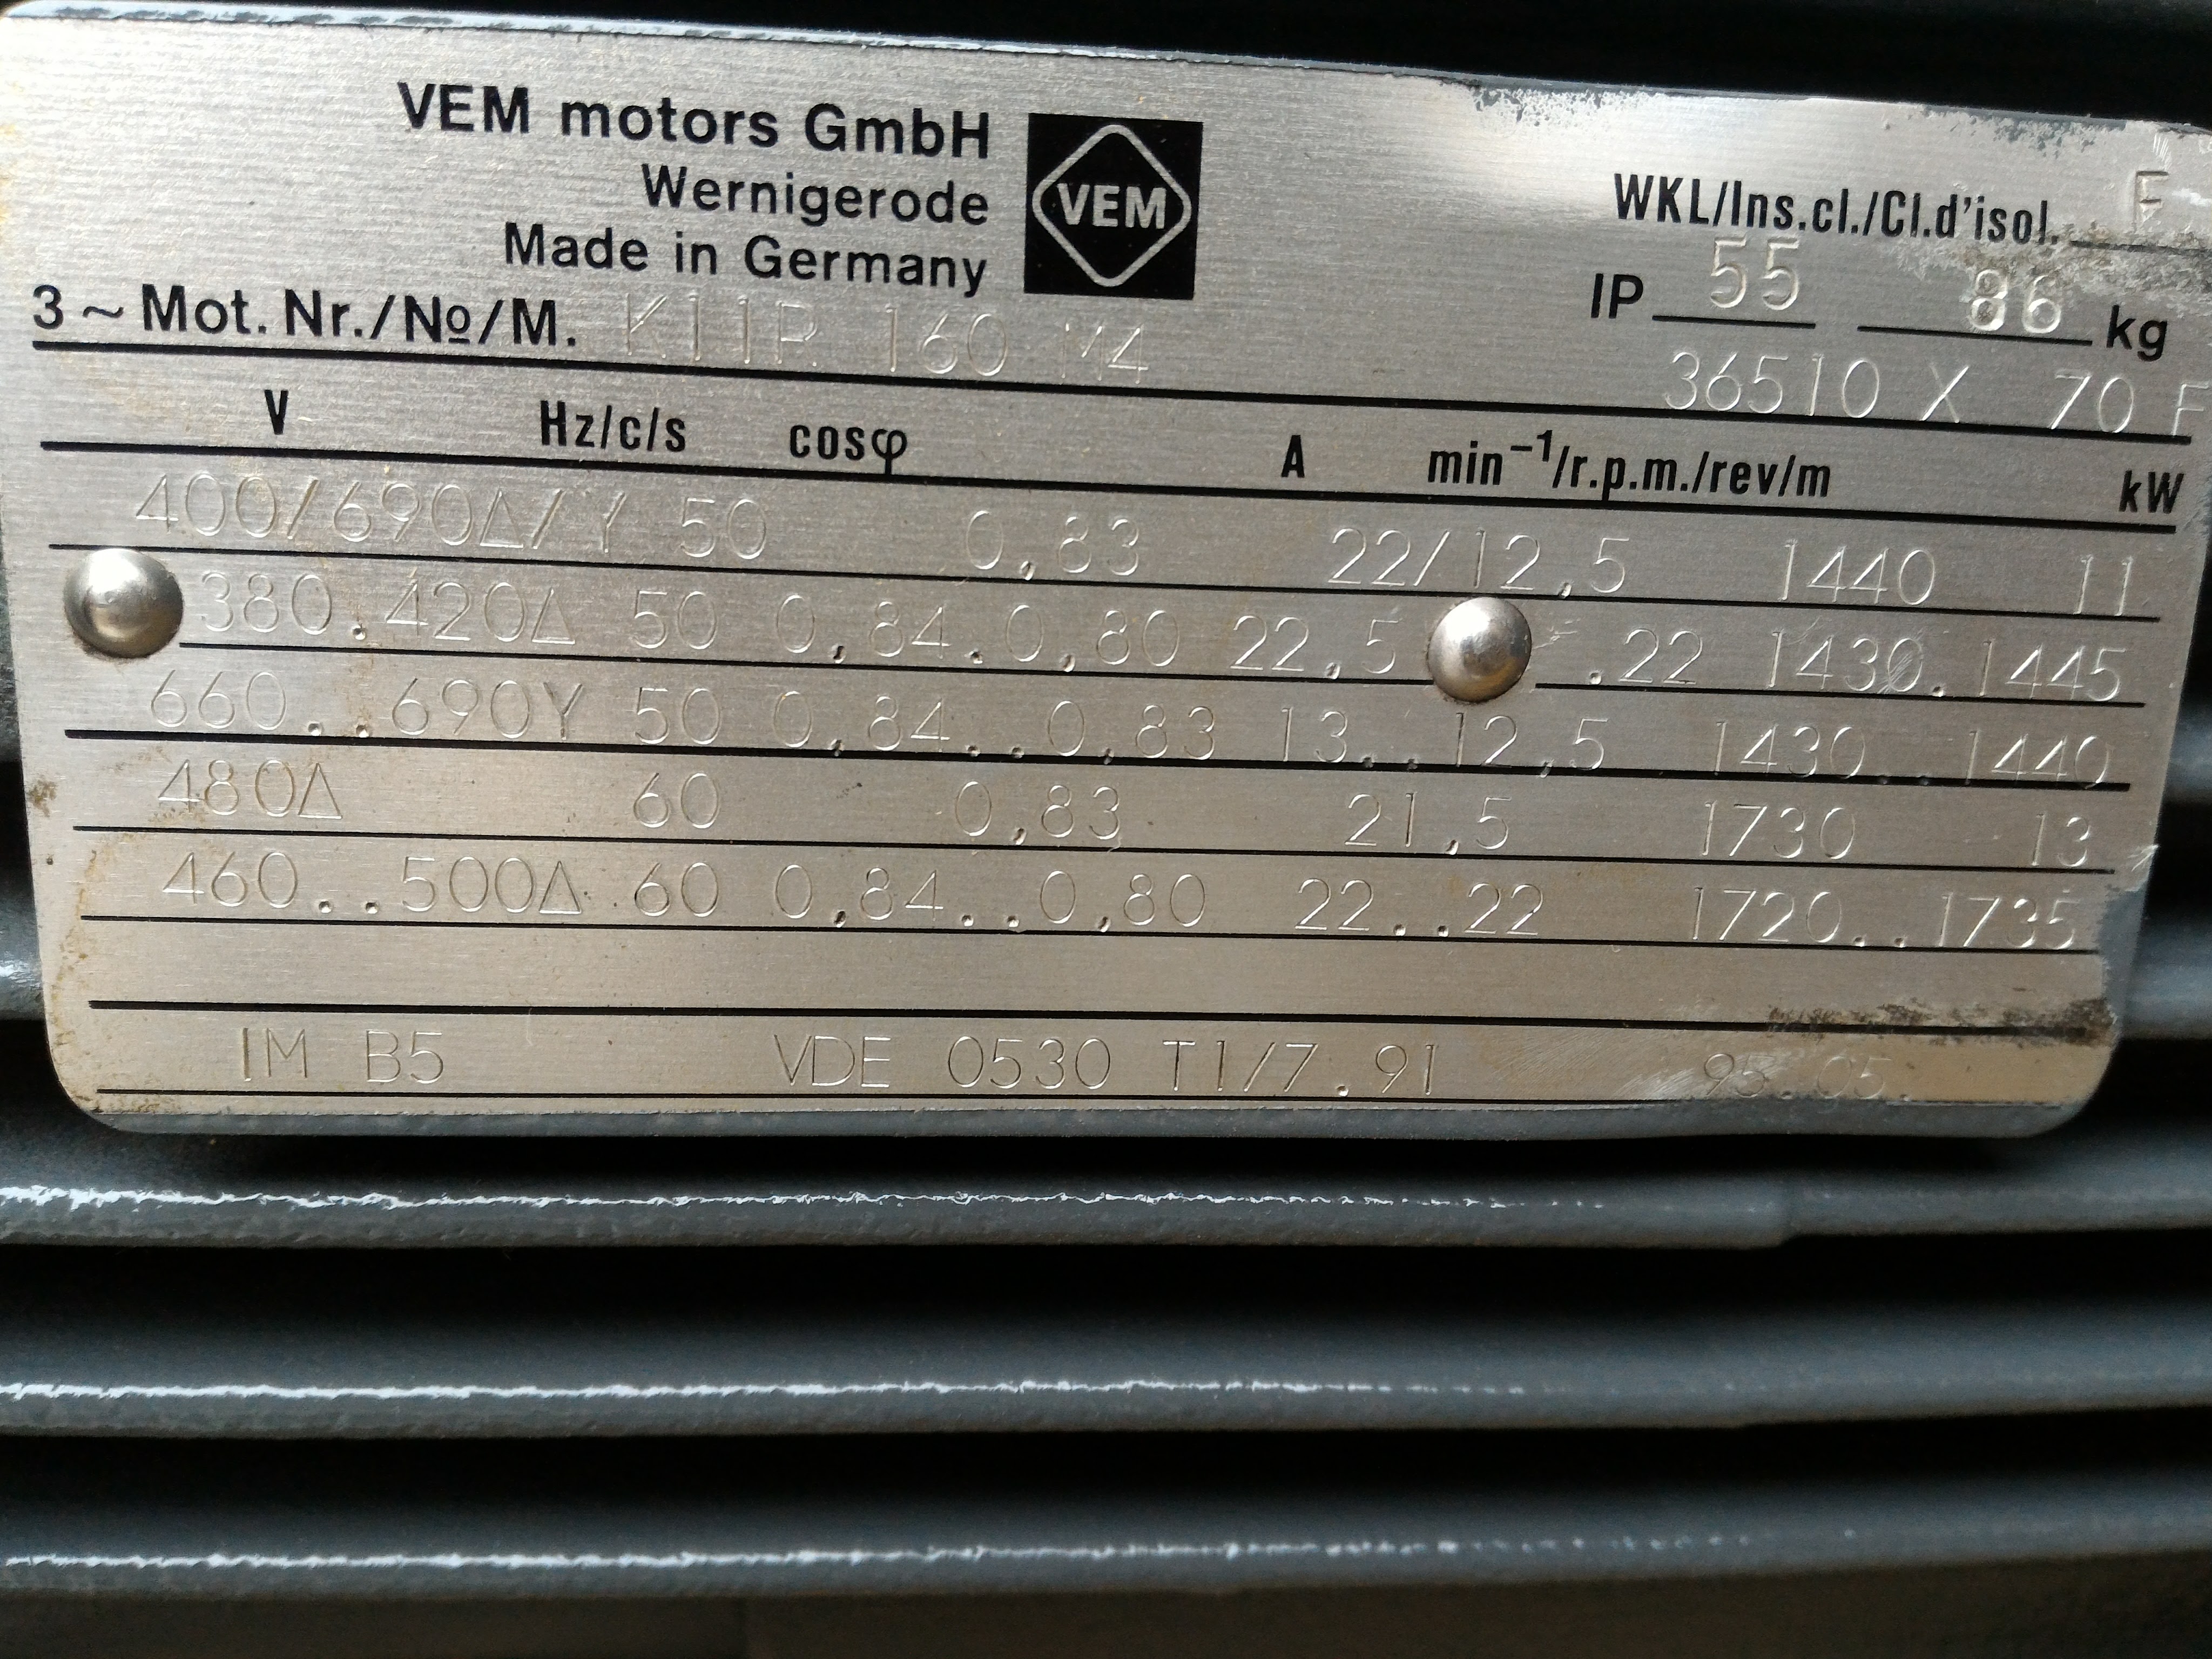 VEM motors GmbH
Wernigerode
Made in Germany
VEM
WKL/Ins.cl./Cl.d'isol. F
IP 55 86 kg
3~Mot. Nr./No/M. K11R 160 M4 36510 X 70 F
V Hz/c/s cosφ A min⁻¹/r.p.m./rev/m kW
400/690Δ/Y 50 0,83 22/12,5 1440 11
380.420Δ 50 0,84.0,80 22,5 .22 1430.1445
660..690Y 50 0,84..0,83 13..12,5 1430..1440
480Δ 60 0,83 21,5 1730 13
460..500Δ 60 0,84..0,80 22..22 1720..1735
IM B5 VDE 0530 T1/7.91 95.05.